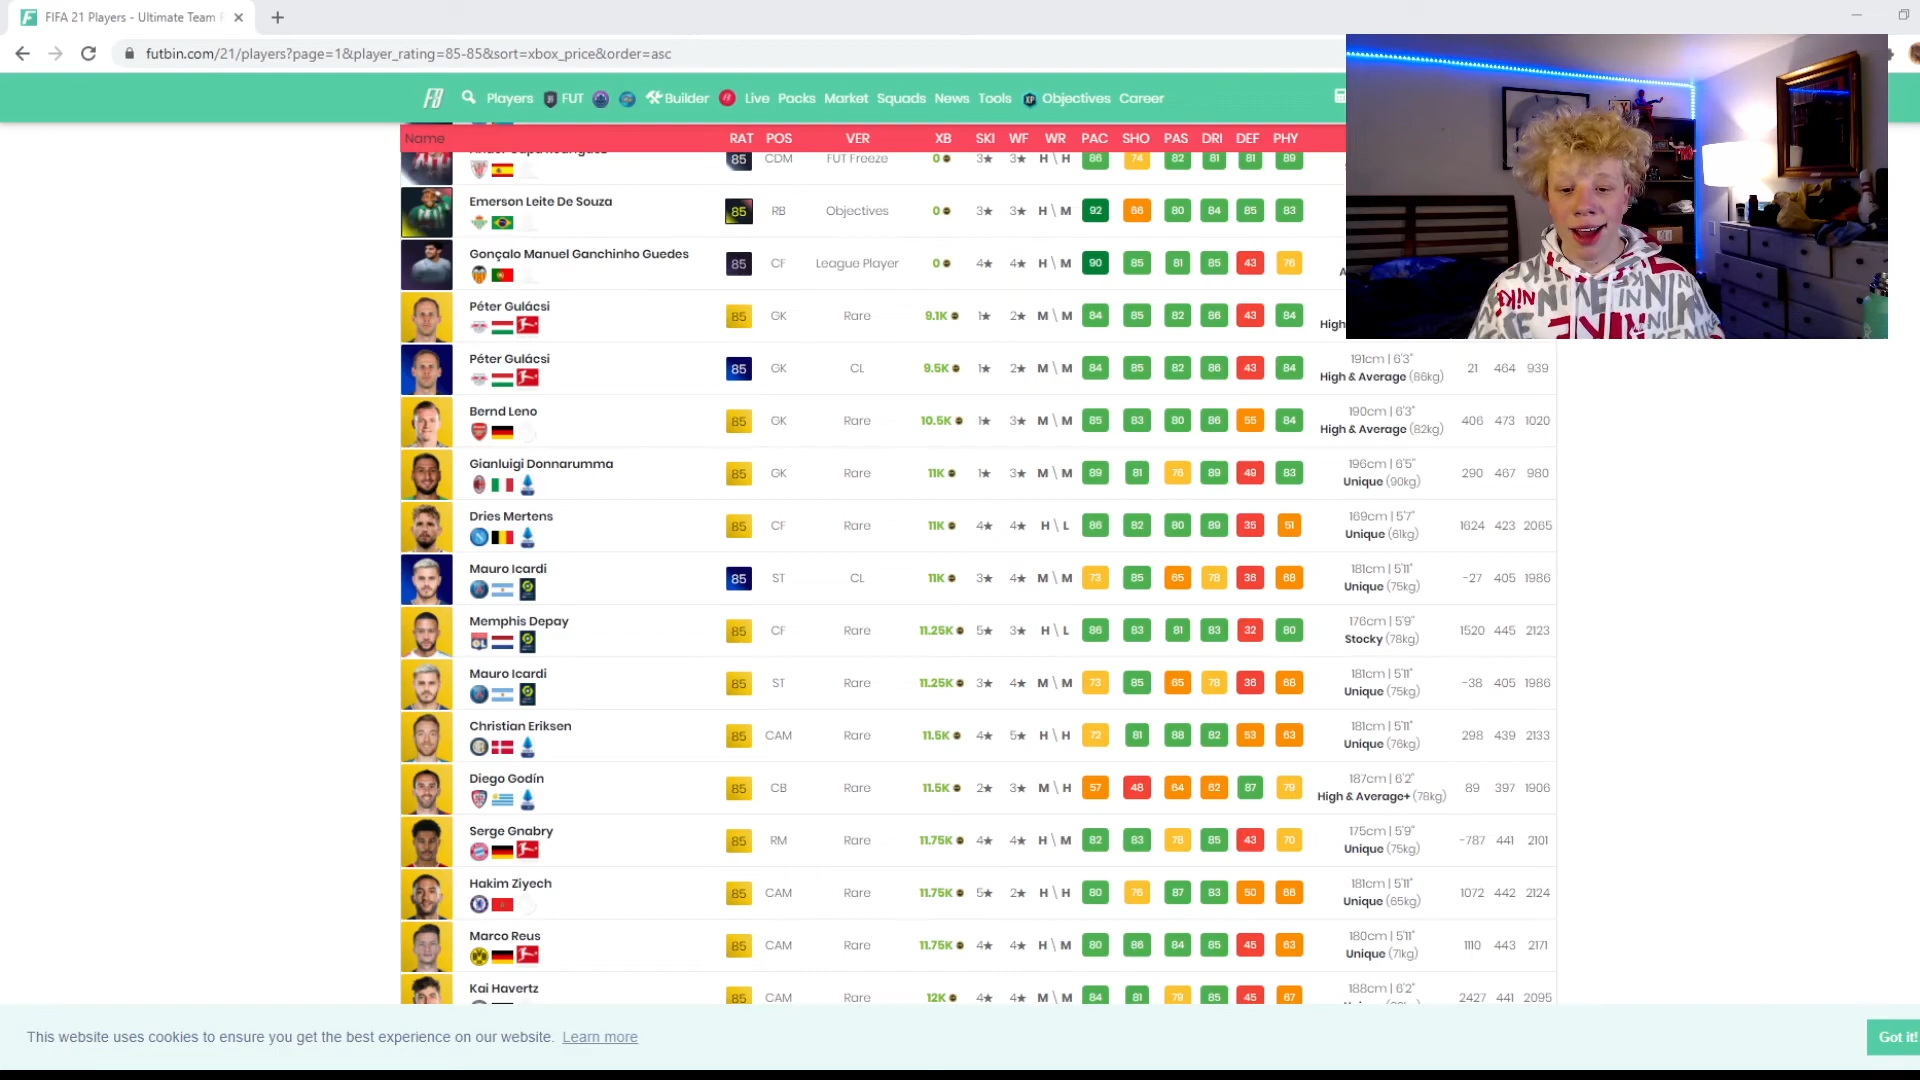 FIFA 21 Players - Ultimate Team
futbin.com/21/players?page=1&player_rating=85-85&sort=xbox_price&order=asc
FB Players FUT Builder Live Packs Market Squads News Tools XP Objectives Career
Name RAT POS VER XB SKI WF WR PAC SHO PAS DRI DEF PHY
85 CDM FUT Freeze 0 3★ 3★ H \ H 86 74 82 81 81 89
Emerson Leite De Souza 85 RB Objectives 0 3★ 3★ H \ M 92 66 80 84 85 83
Gonçalo Manuel Ganchinho Guedes 85 CF League Player 0 4★ 4★ H \ M 90 85 81 85 43 76
Péter Gulácsi 85 GK Rare 9.1K 1★ 2★ M \ M 84 85 82 86 43 84
High
Péter Gulácsi 85 GK CL 9.5K 1★ 2★ M \ M 84 85 82 86 43 84 191cm | 6'3" 21 464 939
High & Average (86kg)
Bernd Leno 85 GK Rare 10.5K 1★ 3★ M \ M 85 83 80 86 55 84 190cm | 6'3" 406 473 1020
High & Average (82kg)
Gianluigi Donnarumma 85 GK Rare 11K 1★ 3★ M \ M 89 81 76 89 49 83 196cm | 6'5" 290 467 980
Unique (90kg)
Dries Mertens 85 CF Rare 11K 4★ 4★ H \ L 86 82 80 89 35 51 169cm | 5'7" 1624 423 2065
Unique (61kg)
Mauro Icardi 85 ST CL 11K 3★ 4★ M \ M 73 85 65 78 36 68 181cm | 5'11" -27 405 1986
Unique (75kg)
Memphis Depay 85 CF Rare 11.25K 5★ 3★ H \ L 86 83 81 83 32 80 176cm | 5'9" 1520 445 2123
Stocky (78kg)
Mauro Icardi 85 ST Rare 11.25K 3★ 4★ M \ M 73 85 65 78 36 68 181cm | 5'11" -38 405 1986
Unique (75kg)
Christian Eriksen 85 CAM Rare 11.5K 4★ 5★ H \ H 72 81 88 82 53 63 181cm | 5'11" 298 439 2133
Unique (76kg)
Diego Godín 85 CB Rare 11.5K 2★ 3★ M \ H 57 48 64 62 87 79 187cm | 6'2" 89 397 1906
High & Average+ (78kg)
Serge Gnabry 85 RM Rare 11.75K 4★ 4★ H \ M 82 83 78 85 43 70 175cm | 5'9" -787 441 2101
Unique (75kg)
Hakim Ziyech 85 CAM Rare 11.75K 5★ 2★ H \ H 80 76 87 83 50 66 181cm | 5'11" 1072 442 2124
Unique (65kg)
Marco Reus 85 CAM Rare 11.75K 4★ 4★ H \ M 80 86 84 85 45 63 180cm | 5'11" 1110 443 2171
Unique (71kg)
Kai Havertz 85 CAM Rare 12K 4★ 4★ M \ M 84 81 79 85 45 67 188cm | 6'2" 2427 441 2095
This website uses cookies to ensure you get the best experience on our website. Learn more
Got it!